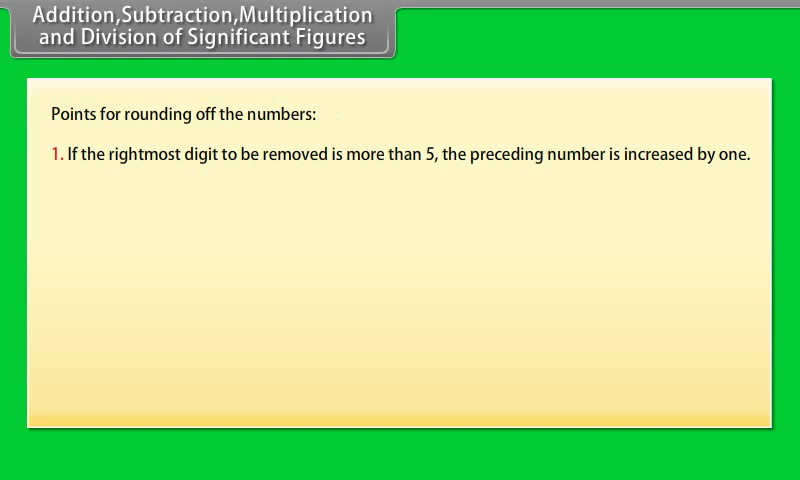 Addition,Subtraction,Multiplication
and Division of Significant Figures
Points for rounding off the numbers:
1. If the rightmost digit to be removed is more than 5, the preceding number is increased by one.